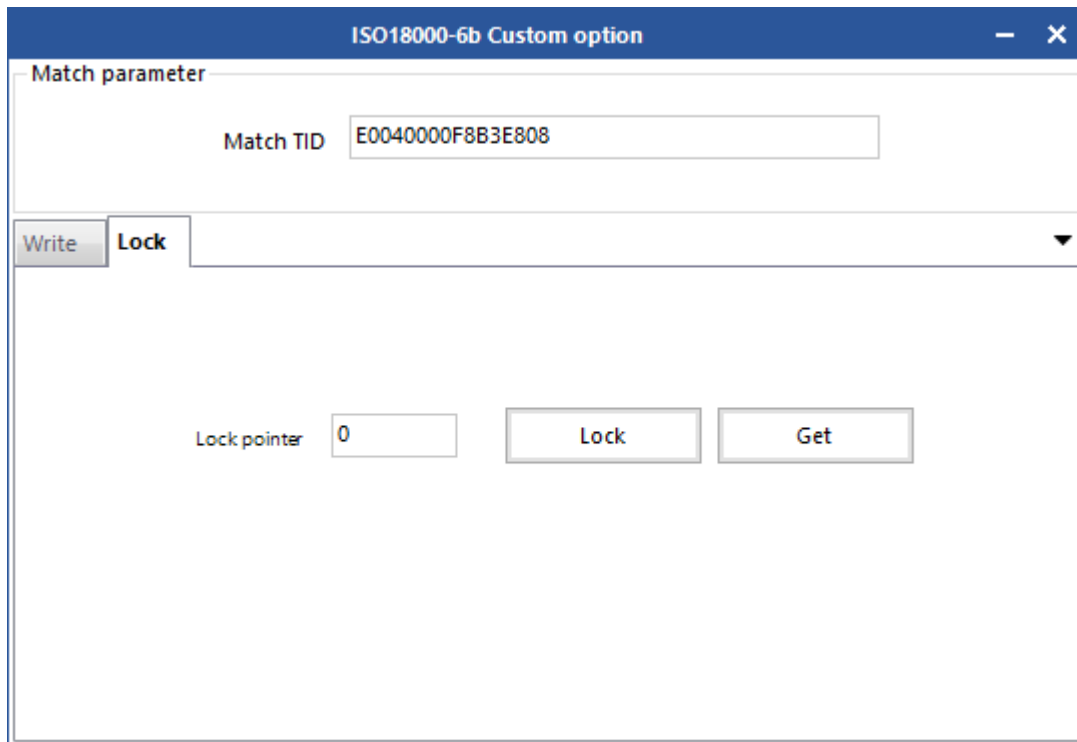 ISO18000-6b Custom option
Match parameter
Match TID E0040000F8B3E808
Write Lock
Lock pointer 0 Lock Get